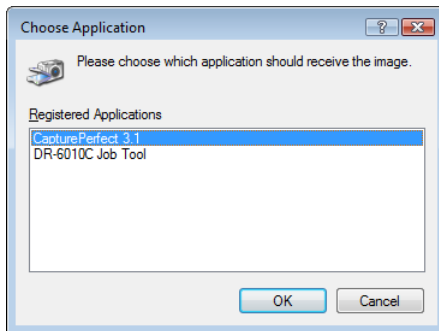 Choose Application
Please choose which application should receive the image.
Registered Applications
CapturePerfect 3.1
DR-6010C Job Tool
OK
Cancel